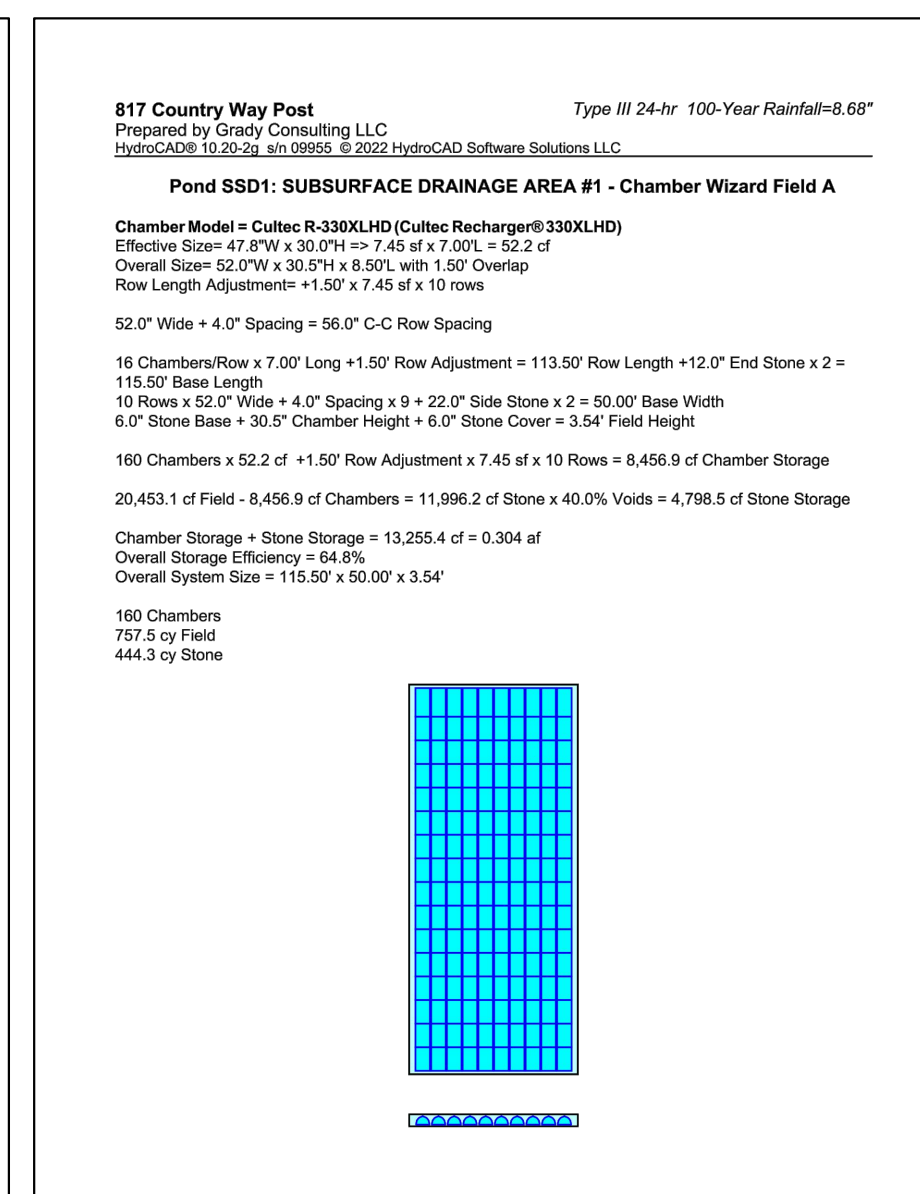 817 Country Way Post
Type III 24-hr 100-Year Rainfall=8.68"
Prepared by Grady Consulting LLC
HydroCAD® 10.20-2g s/n 09955 © 2022 HydroCAD Software Solutions LLC
Pond SSD1: SUBSURFACE DRAINAGE AREA #1 - Chamber Wizard Field A
Chamber Model = Cultec R-330XLHD (Cultec Recharger® 330XLHD)
Effective Size= 47.8"W x 30.0"H => 7.45 sf x 7.00'L = 52.2 cf
Overall Size= 52.0"W x 30.5"H x 8.50'L with 1.50' Overlap
Row Length Adjustment= +1.50' x 7.45 sf x 10 rows
52.0" Wide + 4.0" Spacing = 56.0" C-C Row Spacing
16 Chambers/Row x 7.00' Long +1.50' Row Adjustment = 113.50' Row Length +12.0" End Stone x 2 =
115.50' Base Length
10 Rows x 52.0" Wide + 4.0" Spacing x 9 + 22.0" Side Stone x 2 = 50.00' Base Width
6.0" Stone Base + 30.5" Chamber Height + 6.0" Stone Cover = 3.54' Field Height
160 Chambers x 52.2 cf +1.50' Row Adjustment x 7.45 sf x 10 Rows = 8,456.9 cf Chamber Storage
20,453.1 cf Field - 8,456.9 cf Chambers = 11,996.2 cf Stone x 40.0% Voids = 4,798.5 cf Stone Storage
Chamber Storage + Stone Storage = 13,255.4 cf = 0.304 af
Overall Storage Efficiency = 64.8%
Overall System Size = 115.50' x 50.00' x 3.54'
160 Chambers
757.5 cy Field
444.3 cy Stone